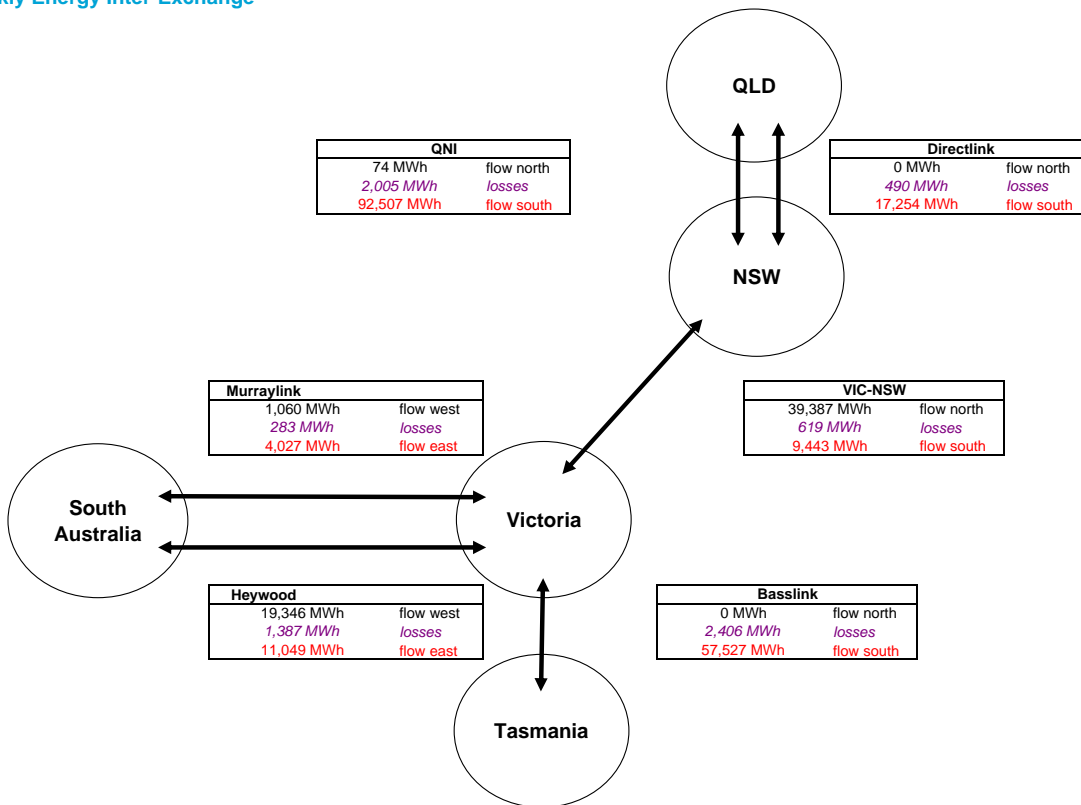 Energy Inter-Exchange
QLD
QNI
74 MWh flow north
2,005 MWh losses
92,507 MWh flow south
Directlink
0 MWh flow north
490 MWh losses
17,254 MWh flow south
NSW
Murraylink
1,060 MWh flow west
283 MWh losses
4,027 MWh flow east
VIC-NSW
39,387 MWh flow north
619 MWh losses
9,443 MWh flow south
South
Australia
Victoria
Heywood
19,346 MWh flow west
1,387 MWh losses
11,049 MWh flow east
Basslink
0 MWh flow north
2,406 MWh losses
57,527 MWh flow south
Tasmania